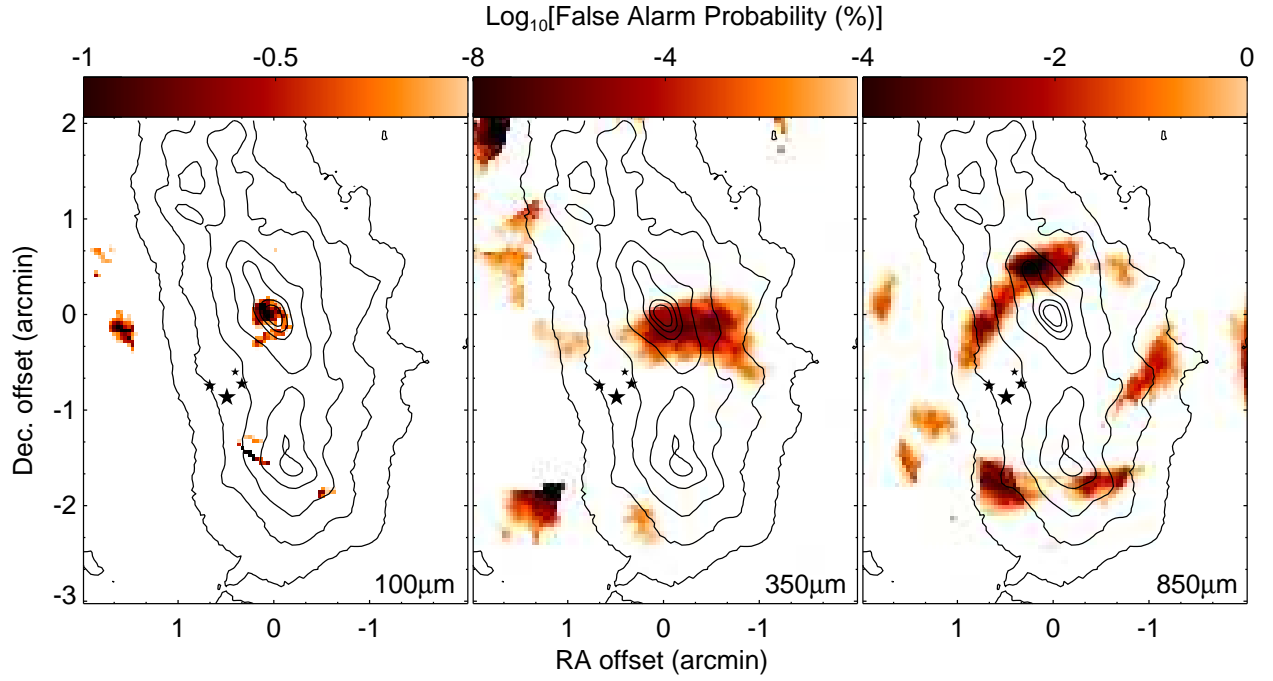 Log₁₀[False Alarm Probability (%)]
-1 -0.5 -8 -6 -4 -4 -2 0
2
1
0
-1
-2
-3
Dec. offset (arcmin)
100μm 350μm 850μm
1 0 -1 1 0 -1 1 0 -1
RA offset (arcmin)